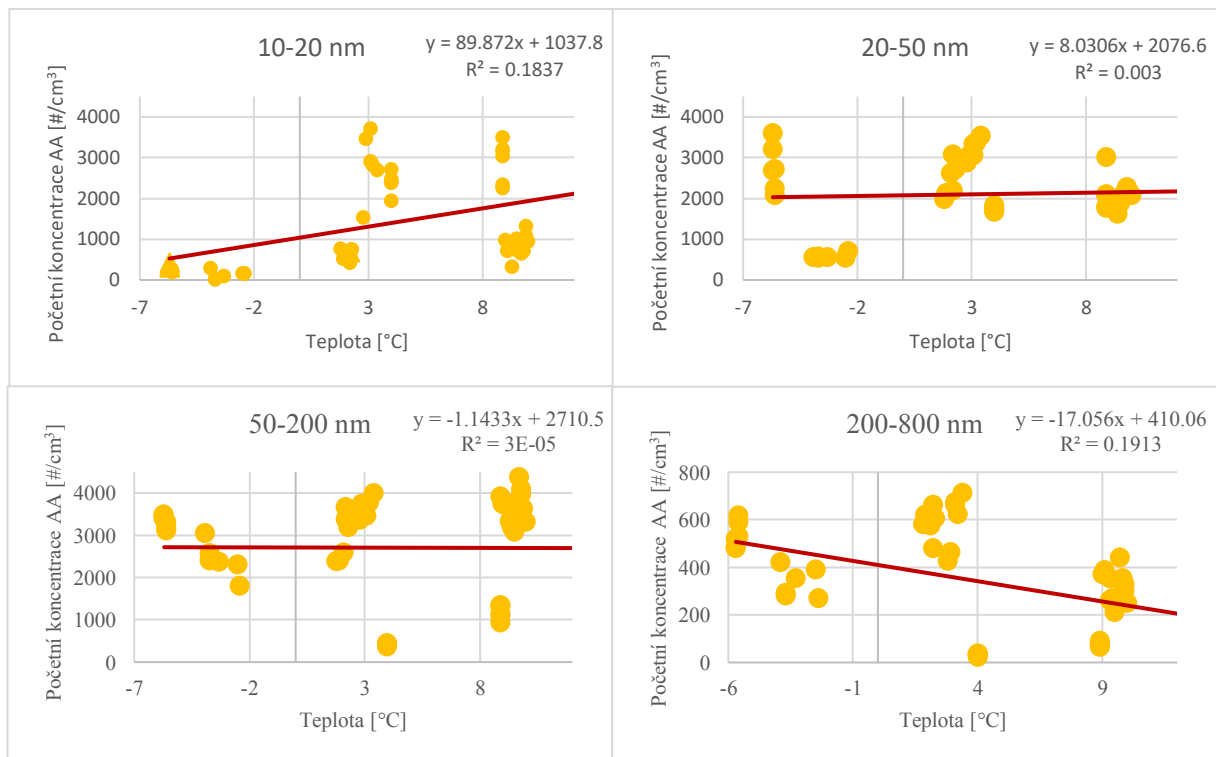 10-20 nm
y = 89.872x + 1037.8
R² = 0.1837
Početní koncentrace AA [#/cm³]
4000
3000
2000
1000
0
-7
-2
3
8
Teplota [°C]
20-50 nm
y = 8.0306x + 2076.6
R² = 0.003
Početní koncentrace AA [#/cm³]
4000
3000
2000
1000
0
-7
-2
3
8
Teplota [°C]
50-200 nm
y = -1.1433x + 2710.5
R² = 3E-05
Početní koncentrace AA [#/cm³]
4000
3000
2000
1000
0
-7
-2
3
8
Teplota [°C]
200-800 nm
y = -17.056x + 410.06
R² = 0.1913
Početní koncentrace AA [#/cm³]
800
600
400
200
0
-6
-1
4
9
Teplota [°C]